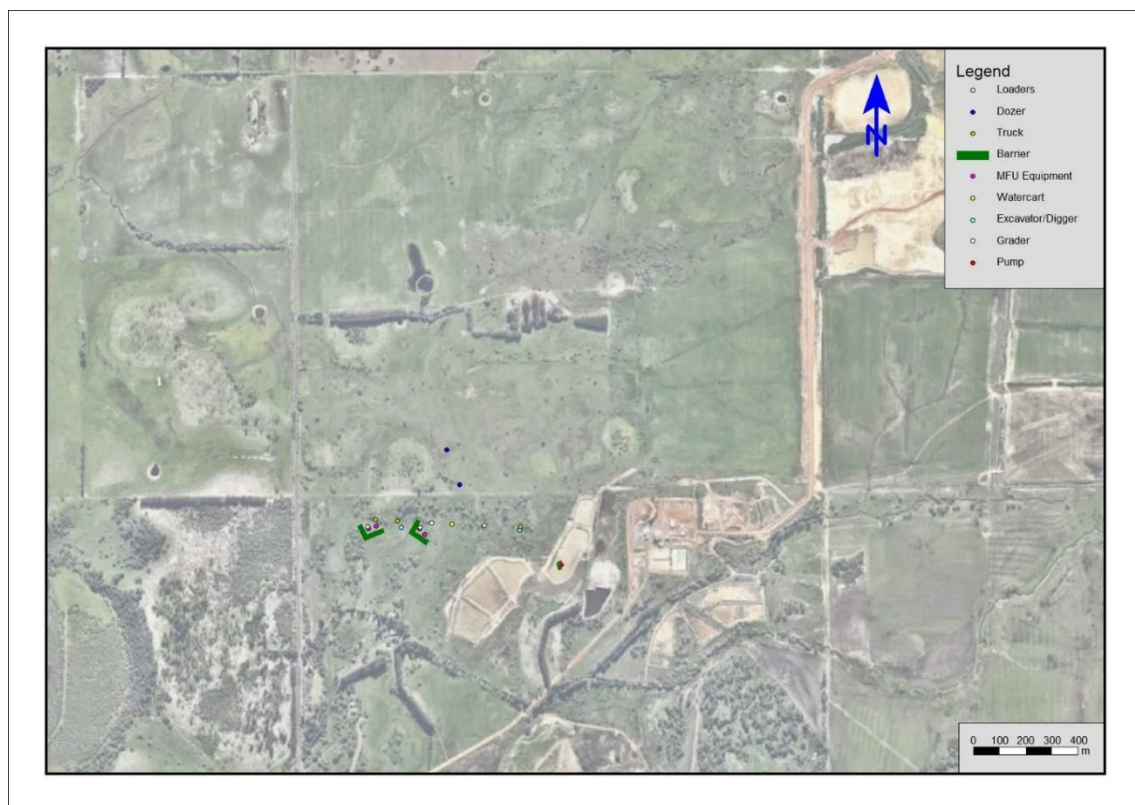 Legend
Loaders
Dozer
Truck
Barrier
MFU Equipment
Watercart
Excavator/Digger
Grader
Pump
N
0 100 200 300 400
m